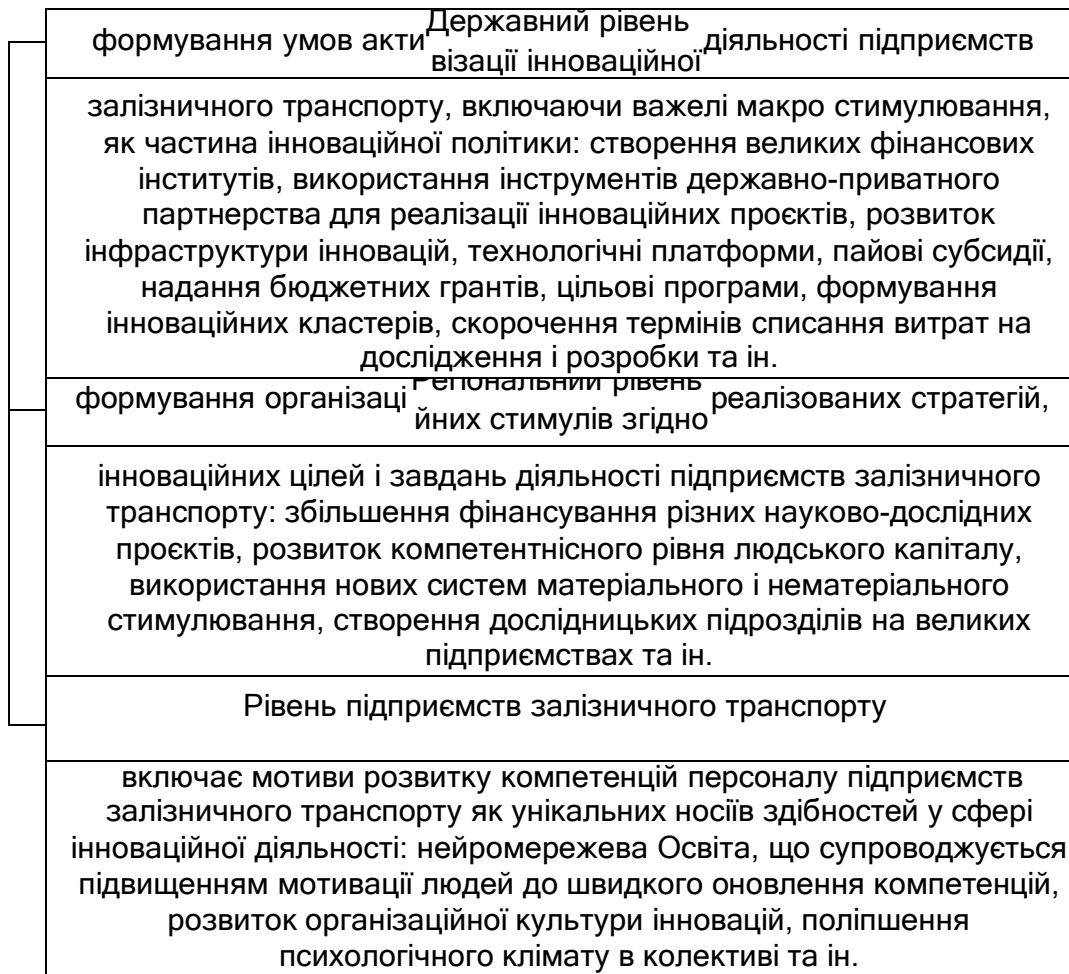 Державний рівень
формування умов активізації інноваційної діяльності підприємств
залізничного транспорту, включаючи важелі макро стимулювання,
як частина інноваційної політики: створення великих фінансових
інститутів, використання інструментів державно-приватного
партнерства для реалізації інноваційних проєктів, розвиток
інфраструктури інновацій, технологічні платформи, пайові субсидії,
надання бюджетних грантів, цільові програми, формування
інноваційних кластерів, скорочення термінів списання витрат на
дослідження і розробки та ін.
Регіональний рівень
формування організаційних стимулів згідно реалізованих стратегій,
інноваційних цілей і завдань діяльності підприємств залізничного
транспорту: збільшення фінансування різних науково-дослідних
проєктів, розвиток компетентнісного рівня людського капіталу,
використання нових систем матеріального і нематеріального
стимулювання, створення дослідницьких підрозділів на великих
підприємствах та ін.
Рівень підприємств залізничного транспорту
включає мотиви розвитку компетенцій персоналу підприємств
залізничного транспорту як унікальних носіїв здібностей у сфері
інноваційної діяльності: нейромережева Освіта, що супроводжується
підвищенням мотивації людей до швидкого оновлення компетенцій,
розвиток організаційної культури інновацій, поліпшення
психологічного клімату в колективі та ін.